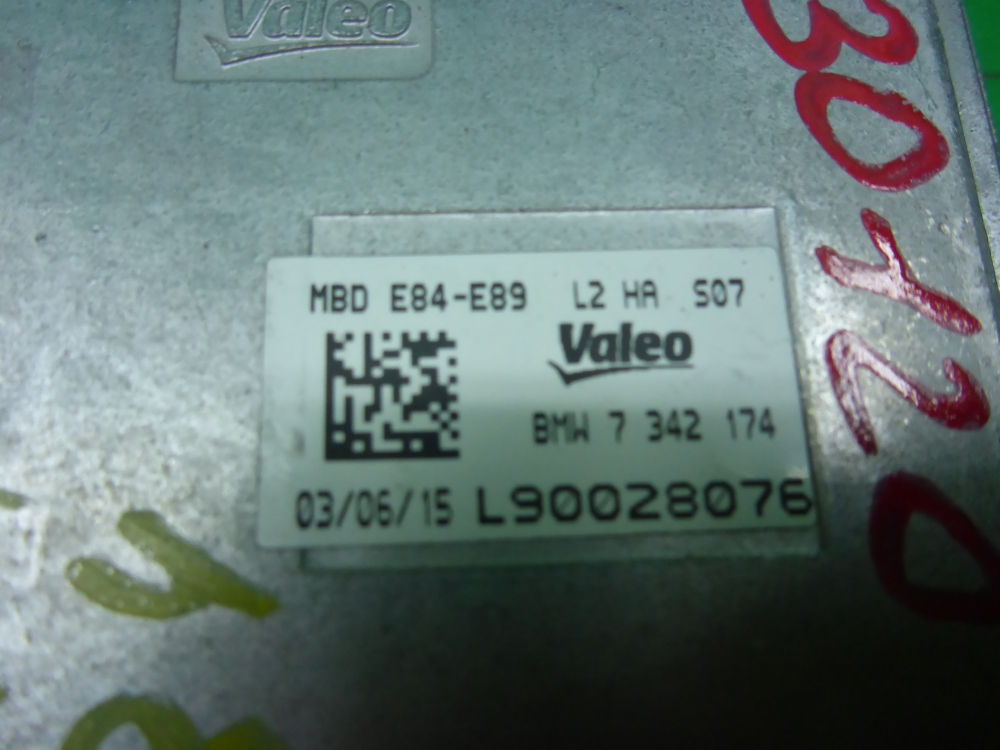 Valeo
MBD E84-E89 L2 HA S07
Valeo
BMW 7 342 174
03/06/15 L90028076